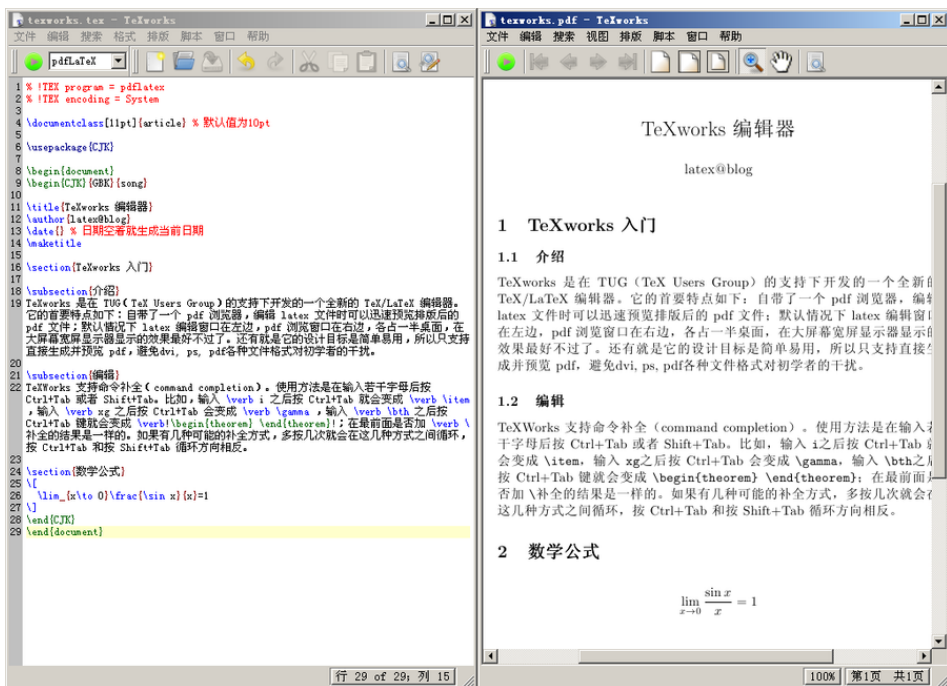 texworks.tex - TeXworks
文件 编辑 搜索 格式 排版 脚本 窗口 帮助
pdfLaTeX
1 % !TEX program = pdflatex
2 % !TEX encoding = System
3
4 \documentclass[11pt]{article} % 默认值为10pt
5
6 \usepackage{CJK}
7
8 \begin{document}
9 \begin{CJK}{GBK}{song}
10
11 \title{TeXworks 编辑器}
12 \author{latex@blog}
13 \date{} % 日期空着就生成当前日期
14 \maketitle
15
16 \section{TeXworks 入门}
17
18 \subsection{介绍}
19 TeXworks 是在 TUG(TeX Users Group)的支持下开发的一个全新的 TeX/LaTeX 编辑器。
它的首要特点如下：自带了一个 pdf 浏览器，编辑 latex 文件时可以迅速预览排版后的
pdf 文件；默认情况下 latex 编辑窗口在左边，pdf 浏览窗口在右边，各占一半桌面，在
大屏幕宽屏显示器显示的效果最好不过了。还有就是它的设计目标是简单易用，所以只支持
直接生成并预览 pdf，避免dvi, ps, pdf各种文件格式对初学者的干扰。
20
21 \subsection{编辑}
22 TeXWorks 支持命令补全(command completion)。使用方法是在输入若干字母后按
Ctrl+Tab 或者 Shift+Tab。比如，输入 \verb i 之后按 Ctrl+Tab 就会变成 \verb \item
，输入 \verb xg 之后按 Ctrl+Tab 会变成 \verb \gamma ，输入 \verb \bth 之后按
Ctrl+Tab 键就会变成 \verb!\begin{theorem} \end{theorem}!；在最前面是否加 \verb \
补全的结果是一样的。如果有几种可能的补全方式，多按几次就会在这几种方式之间循环，
按 Ctrl+Tab 和按 Shift+Tab 循环方向相反。
23
24 \section{数学公式}
25 \[
26 \lim_{x\to 0}\frac{\sin x}{x}=1
27 \]
28 \end{CJK}
29 \end{document}
行 29 of 29; 列 15
texworks.pdf - TeXworks
文件 编辑 搜索 视图 排版 脚本 窗口 帮助
TeXworks 编辑器
latex@blog
1 TeXworks 入门
1.1 介绍
TeXworks 是在 TUG（TeX Users Group）的支持下开发的一个全新的
TeX/LaTeX 编辑器。它的首要特点如下：自带了一个 pdf 浏览器，编辑
latex 文件时可以迅速预览排版后的 pdf 文件；默认情况下 latex 编辑窗口
在左边，pdf 浏览窗口在右边，各占一半桌面，在大屏幕宽屏显示器显示的
效果最好不过了。还有就是它的设计目标是简单易用，所以只支持直接生
成并预览 pdf，避免dvi, ps, pdf各种文件格式对初学者的干扰。
1.2 编辑
TeXWorks 支持命令补全（command completion）。使用方法是在输入若
干字母后按 Ctrl+Tab 或者 Shift+Tab。比如，输入 i之后按 Ctrl+Tab 就
会变成 \item，输入 xg之后按 Ctrl+Tab 会变成 \gamma，输入 \bth之后
按 Ctrl+Tab 键就会变成 \begin{theorem} \end{theorem}；在最前面是
否加 \补全的结果是一样的。如果有几种可能的补全方式，多按几次就会在
这几种方式之间循环，按 Ctrl+Tab 和按 Shift+Tab 循环方向相反。
2 数学公式
lim x→0 sin x / x = 1
100% 第1页 共1页